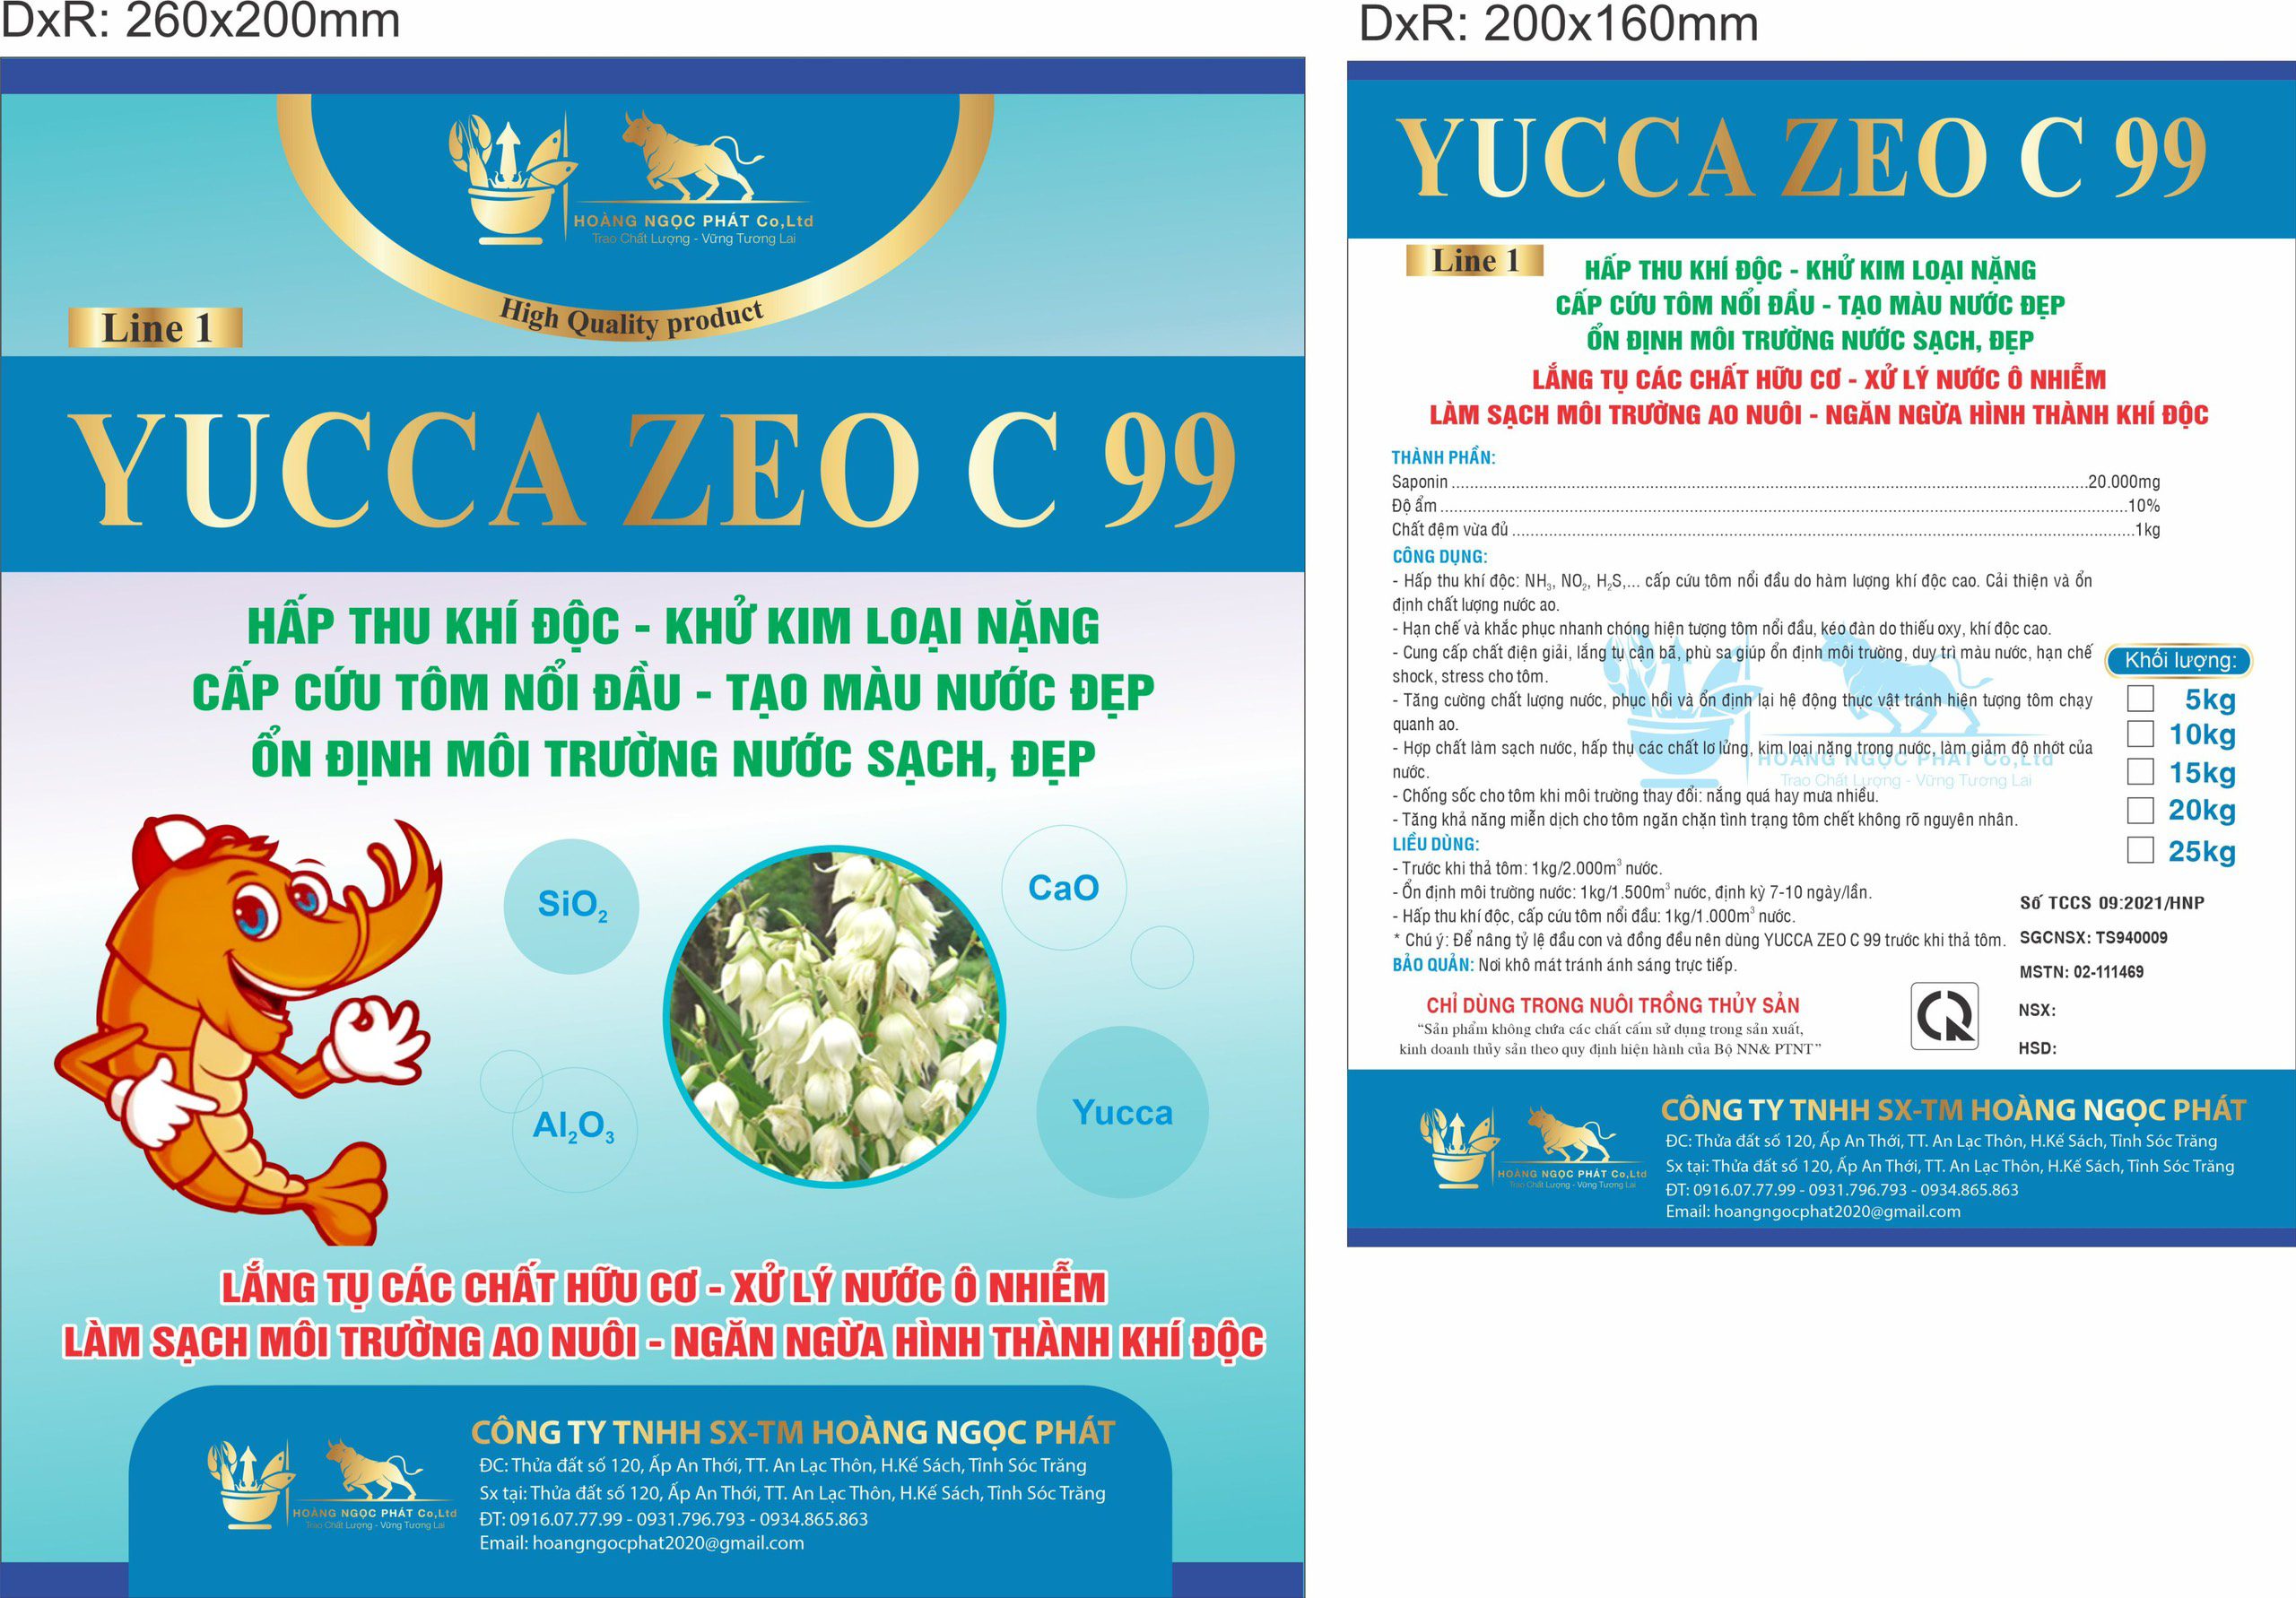 DxR: 260x200mm
HOÀNG NGỌC PHÁT Co,Ltd
Trao Chất Lượng - Vững Tương Lai
High Quality product
Line 1
YUCCA ZEO C 99
HẤP THU KHÍ ĐỘC - KHỬ KIM LOẠI NẶNG
CẤP CỨU TÔM NỔI ĐẦU - TẠO MÀU NƯỚC ĐẸP
ỔN ĐỊNH MÔI TRƯỜNG NƯỚC SẠCH, ĐẸP
SiO₂
CaO
Al₂O₃
Yucca
LẮNG TỤ CÁC CHẤT HỮU CƠ - XỬ LÝ NƯỚC Ô NHIỄM
LÀM SẠCH MÔI TRƯỜNG AO NUÔI - NGĂN NGỪA HÌNH THÀNH KHÍ ĐỘC
HOÀNG NGỌC PHÁT Co,Ltd
Trao Chất Lượng - Vững Tương Lai
CÔNG TY TNHH SX-TM HOÀNG NGỌC PHÁT
ĐC: Thửa đất số 120, Ấp An Thới, TT. An Lạc Thôn, H.Kế Sách, Tỉnh Sóc Trăng
Sx tại: Thửa đất số 120, Ấp An Thới, TT. An Lạc Thôn, H.Kế Sách, Tỉnh Sóc Trăng
ĐT: 0916.07.77.99 - 0931.796.793 - 0934.865.863
Email: hoangngocphat2020@gmail.com
DxR: 200x160mm
YUCCA ZEO C 99
Line 1
HẤP THU KHÍ ĐỘC - KHỬ KIM LOẠI NẶNG
CẤP CỨU TÔM NỔI ĐẦU - TẠO MÀU NƯỚC ĐẸP
ỔN ĐỊNH MÔI TRƯỜNG NƯỚC SẠCH, ĐẸP
LẮNG TỤ CÁC CHẤT HỮU CƠ - XỬ LÝ NƯỚC Ô NHIỄM
LÀM SẠCH MÔI TRƯỜNG AO NUÔI - NGĂN NGỪA HÌNH THÀNH KHÍ ĐỘC
THÀNH PHẦN:
Saponin ... 20.000mg
Độ ẩm ... 10%
Chất đệm vừa đủ ... 1kg
CÔNG DỤNG:
- Hấp thu khí độc: NH₃, NO₂, H₂S,... cấp cứu tôm nổi đầu do hàm lượng khí độc cao. Cải thiện và ổn
định chất lượng nước ao.
- Hạn chế và khắc phục nhanh chóng hiện tượng tôm nổi đầu, kéo đàn do thiếu oxy, khí độc cao.
- Cung cấp chất điện giải, lắng tụ cặn bã, phù sa giúp ổn định môi trường, duy trì màu nước, hạn chế
shock, stress cho tôm.
- Tăng cường chất lượng nước, phục hồi và ổn định lại hệ động thực vật tránh hiện tượng tôm chạy
quanh ao.
- Hợp chất làm sạch nước, hấp thụ các chất lơ lửng, kim loại nặng trong nước, làm giảm độ nhớt của
nước.
HOÀNG NGỌC PHÁT Co,Ltd
Trao Chất Lượng - Vững Tương Lai
- Chống sốc cho tôm khi môi trường thay đổi: nắng quá hay mưa nhiều.
- Tăng khả năng miễn dịch cho tôm ngăn chặn tình trạng tôm chết không rõ nguyên nhân.
LIỀU DÙNG:
- Trước khi thả tôm: 1kg/2.000m³ nước.
- Ổn định môi trường nước: 1kg/1.500m³ nước, định kỳ 7-10 ngày/lần.
- Hấp thu khí độc, cấp cứu tôm nổi đầu: 1kg/1.000m³ nước.
* Chú ý: Để nâng tỷ lệ đầu con và đồng đều nên dùng YUCCA ZEO C 99 trước khi thả tôm.
BẢO QUẢN: Nơi khô mát tránh ánh sáng trực tiếp.
CHỈ DÙNG TRONG NUÔI TRỒNG THỦY SẢN
“Sản phẩm không chứa các chất cấm sử dụng trong sản xuất,
kinh doanh thủy sản theo quy định hiện hành của Bộ NN& PTNT”
Khối lượng:
5kg
10kg
15kg
20kg
25kg
Số TCCS 09:2021/HNP
SGCNSX: TS940009
MSTN: 02-111469
NSX:
HSD:
HOÀNG NGỌC PHÁT Co,Ltd
Trao Chất Lượng - Vững Tương Lai
CÔNG TY TNHH SX-TM HOÀNG NGỌC PHÁT
ĐC: Thửa đất số 120, Ấp An Thới, TT. An Lạc Thôn, H.Kế Sách, Tỉnh Sóc Trăng
Sx tại: Thửa đất số 120, Ấp An Thới, TT. An Lạc Thôn, H.Kế Sách, Tỉnh Sóc Trăng
ĐT: 0916.07.77.99 - 0931.796.793 - 0934.865.863
Email: hoangngocphat2020@gmail.com